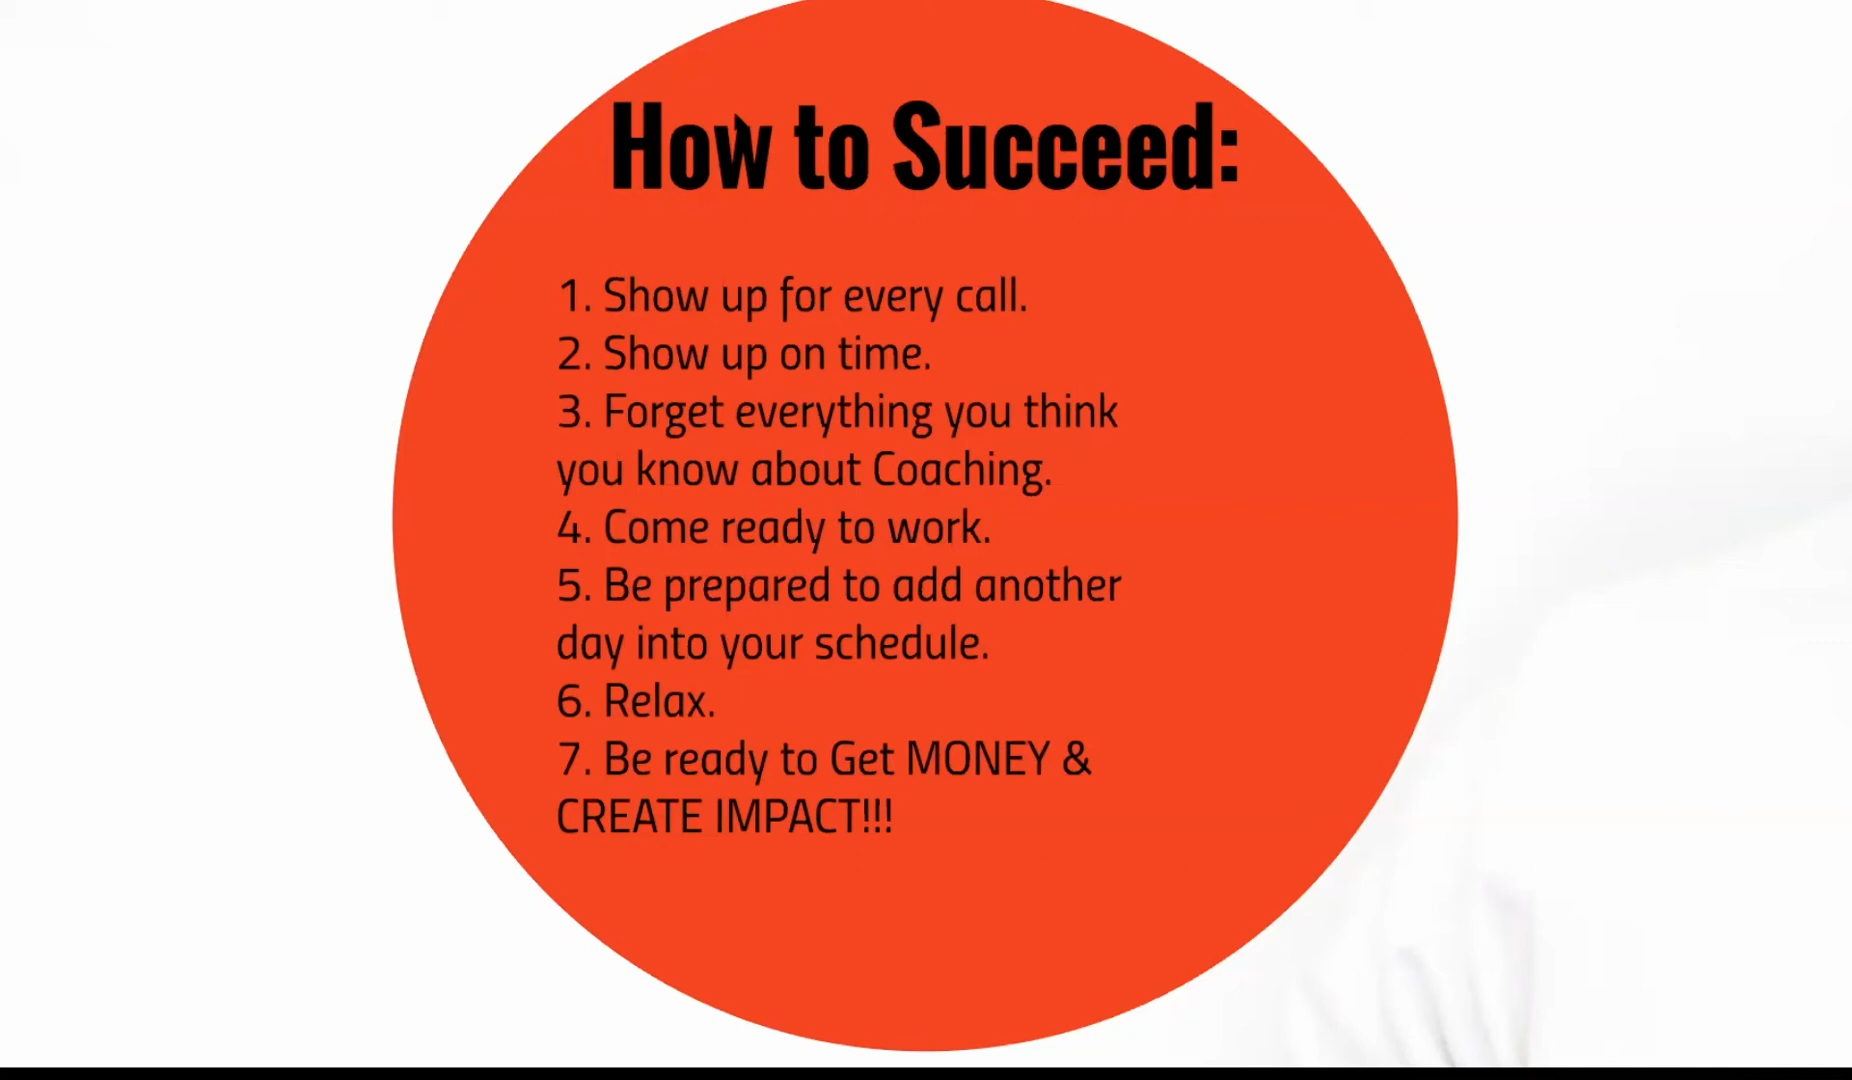 How to Succeed:
1. Show up for every call.
2. Show up on time.
3. Forget everything you think
you know about Coaching.
4. Come ready to work.
5. Be prepared to add another
day into your schedule.
6. Relax.
7. Be ready to Get MONEY &
CREATE IMPACT!!!